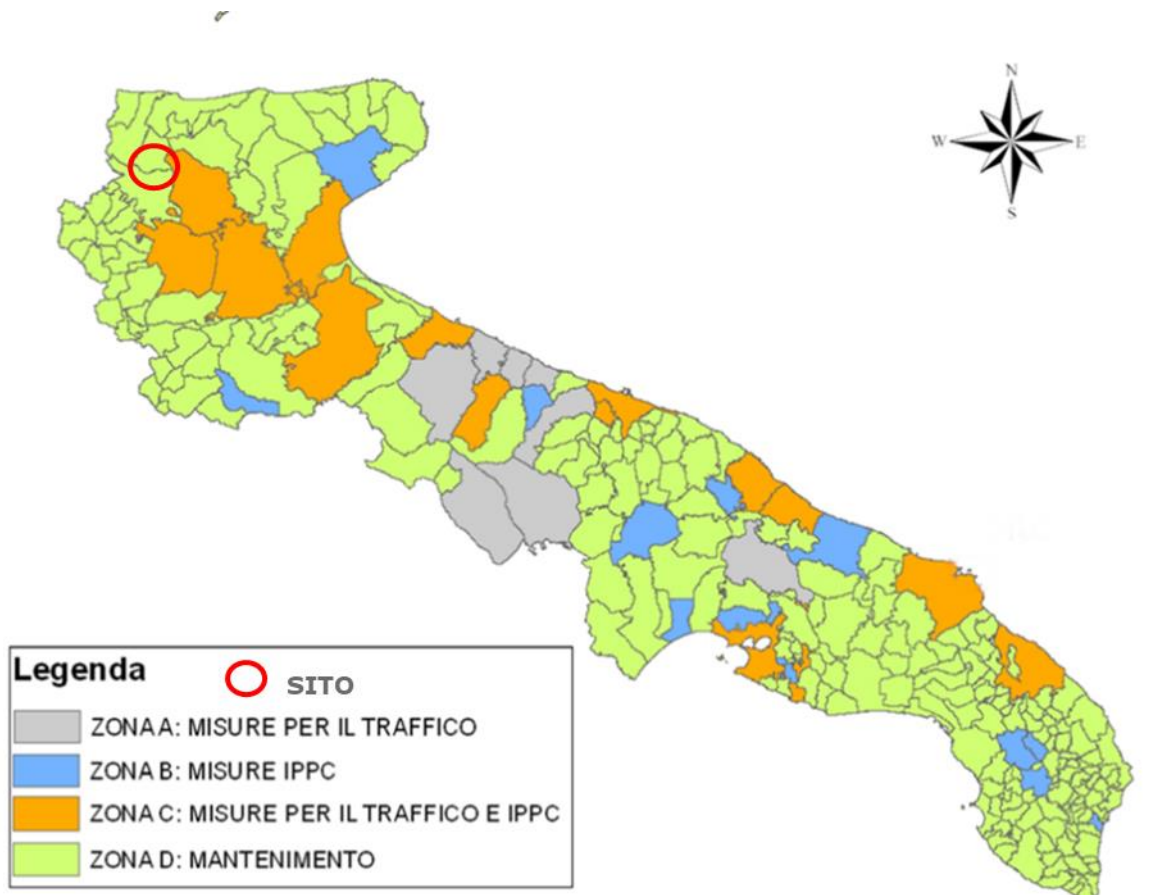 N
W
E
S
Legenda
SITO
ZONA A: MISURE PER IL TRAFFICO
ZONA B: MISURE IPPC
ZONA C: MISURE PER IL TRAFFICO E IPPC
ZONA D: MANTENIMENTO